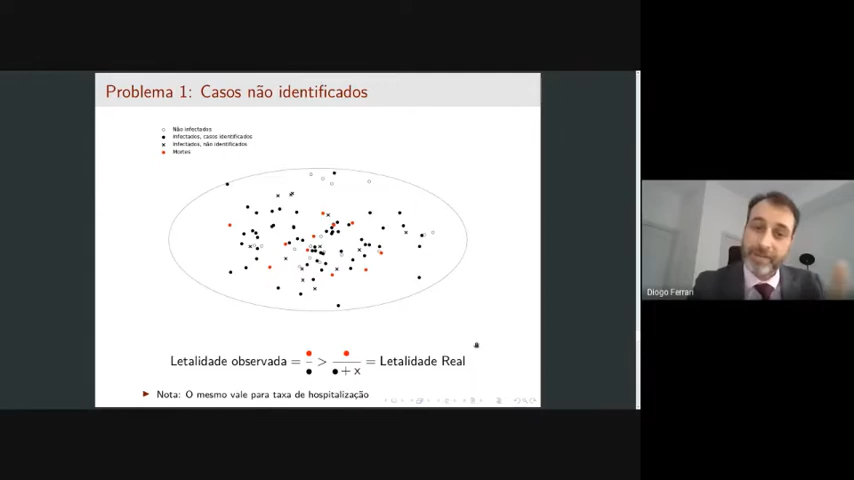 Problema 1: Casos não identificados
Não infectados
Infectados, casos identificados
Infectados, não identificados
Mortes
Letalidade observada = > + x = Letalidade Real
Nota: O mesmo vale para taxa de hospitalização
Diogo Ferrari